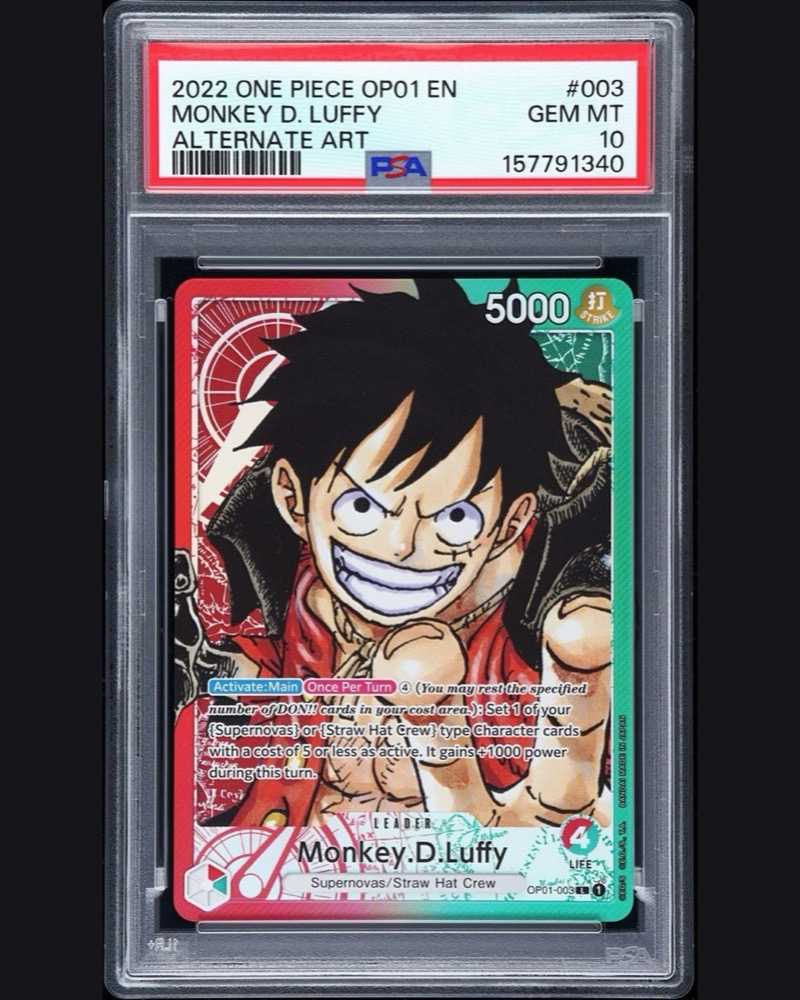 2022 ONE PIECE OP01 EN #003
MONKEY D. LUFFY GEM MT
ALTERNATE ART 10
PSA 157791340
5000 打
STRIKE
Activate:Main Once Per Turn ④ (You may rest the specified
number of DON!! cards in your cost area.): Set 1 of your
{Supernovas} or {Straw Hat Crew} type Character cards
with a cost of 5 or less as active. It gains +1000 power
during this turn.
LEADER
Monkey.D.Luffy
Supernovas/Straw Hat Crew
4
LIFE
OP01-003 L 1
BANDAI MADE IN JAPAN
PSA